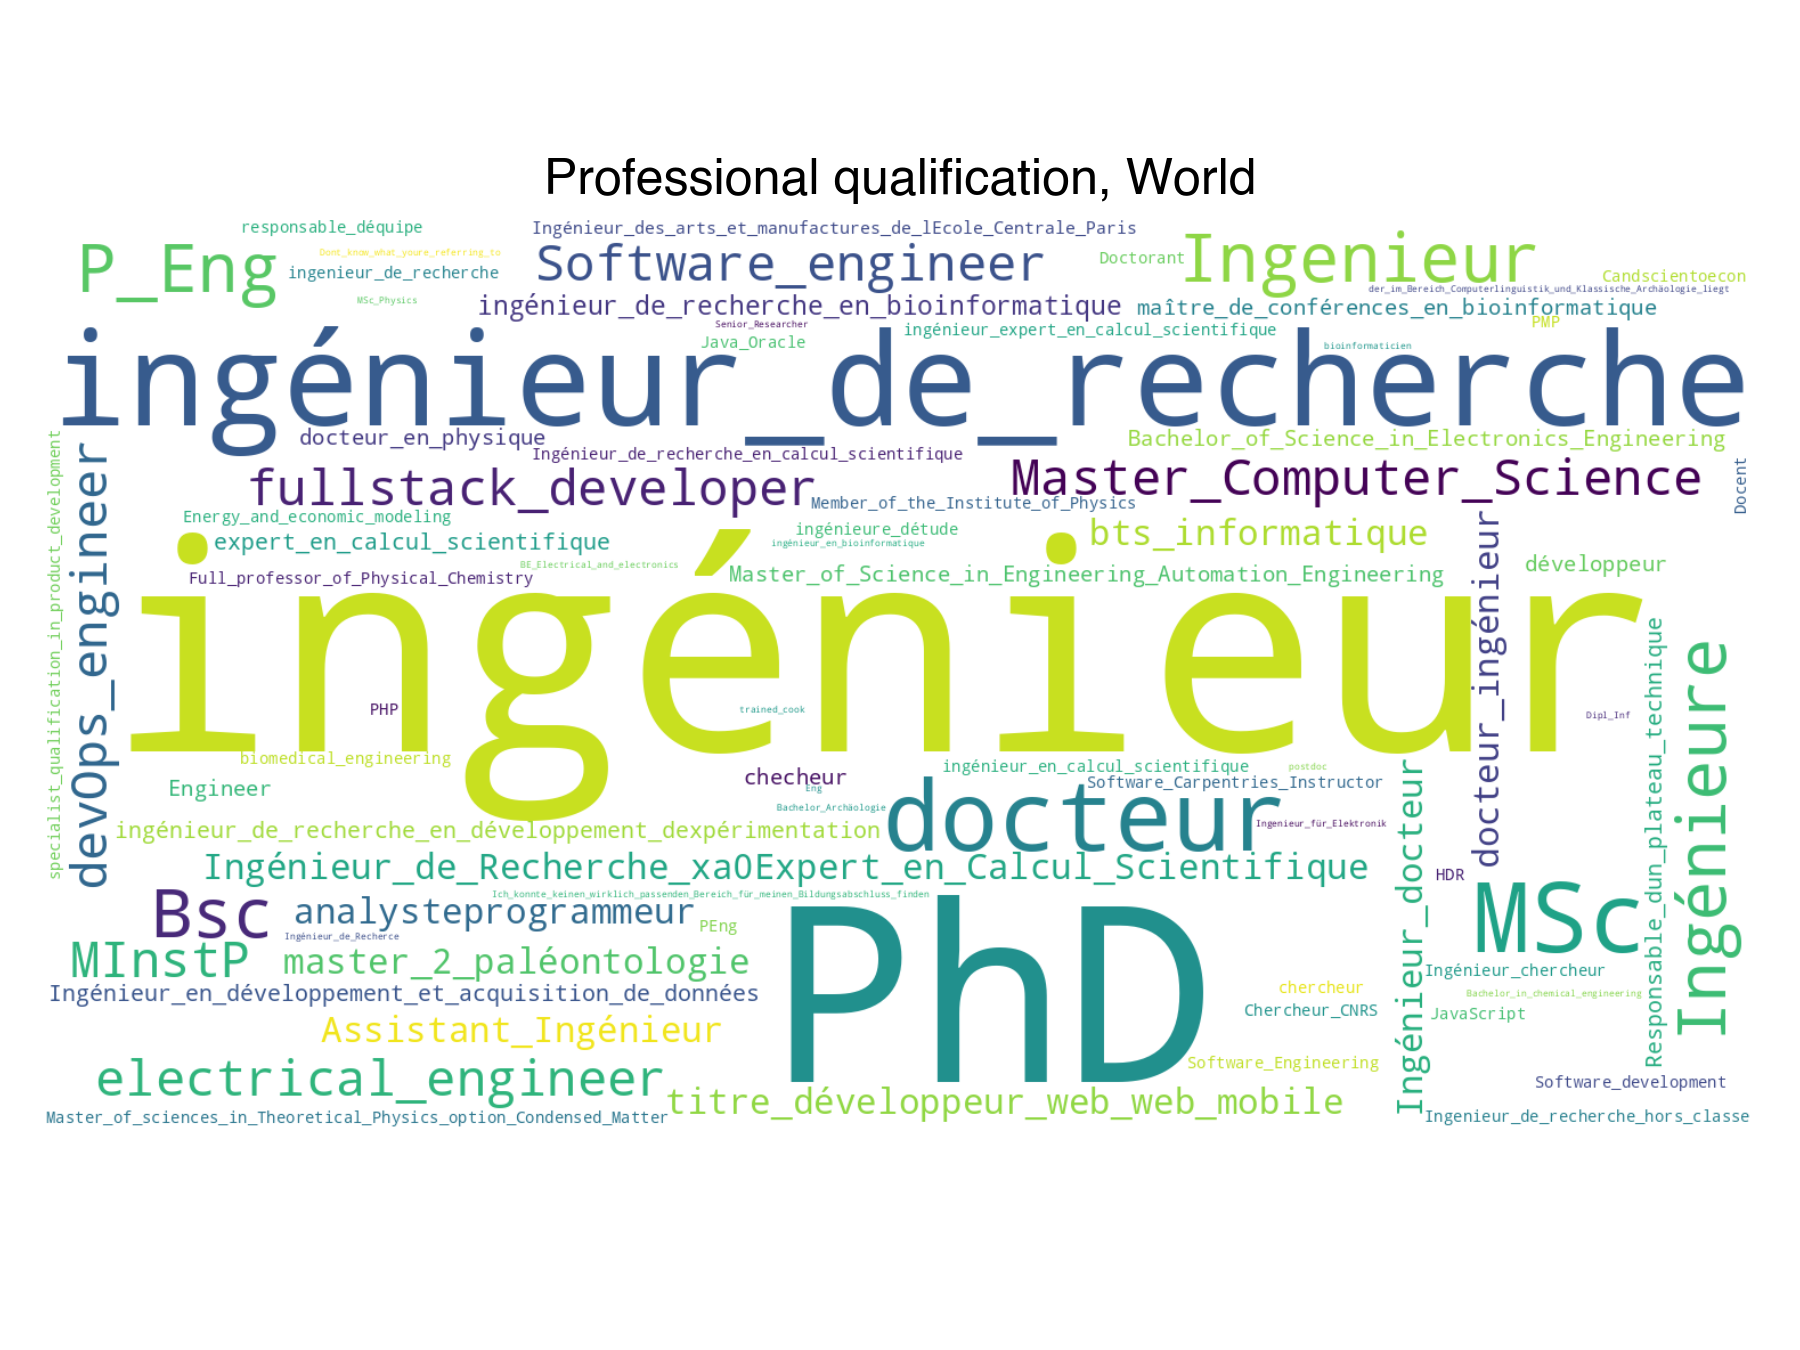 Professional qualification, World
responsable_déquipe
Ingénieur_des_arts_et_manufactures_de_lEcole_Centrale_Paris
P_Eng
Dont_know_what_youre_referring_to
Software_engineer
Doctorant
Ingenieur
ingenieur_de_recherche
Candscientoecon
der_im_Bereich_Computerlinguistik_und_Klassische_Archäologie_liegt
MSc_Physics
ingénieur_de_recherche_en_bioinformatique
maître_de_conférences_en_bioinformatique
Senior_Researcher
ingénieur_expert_en_calcul_scientifique
PMP
Java_Oracle
bioinformaticien
ingénieur_de_recherche
docteur_en_physique
Bachelor_of_Science_in_Electronics_Engineering
Ingénieur_de_recherche_en_calcul_scientifique
specialist_qualification_in_product_development
devOps_engineer
fullstack_developer
Master_Computer_Science
Docent
Member_of_the_Institute_of_Physics
Energy_and_economic_modeling
ingénieure_détude
bts_informatique
expert_en_calcul_scientifique
ingénieur_en_bioinformatique
BE_Electrical_and_electronics
développeur
Full_professor_of_Physical_Chemistry
Master_of_Science_in_Engineering_Automation_Engineering
docteur_ingénieur
ingénieur
PHP
trained_cook
Dipl_Inf
Responsable_dun_plateau_technique
Ingénieure
biomedical_engineering
ingénieur_en_calcul_scientifique
postdoc
checheur
Software_Carpentries_Instructor
Engineer
Eng
Bachelor_Archäologie
docteur
Ingenieur_für_Elektronik
ingénieur_de_recherche_en_développement_dexpérimentation
Ingénieur_docteur
Ingénieur_de_Recherche_xa0Expert_en_Calcul_Scientifique
HDR
Ich_konnte_keinen_wirklich_passenden_Bereich_für_meinen_Bildungsabschluss_finden
Bsc
analysteprogrammeur
PhD
MSc
PEng
Ingénieur_de_Recherce
MInstP
master_2_paléontologie
Ingénieur_chercheur
Ingénieur_en_développement_et_acquisition_de_données
chercheur
Bachelor_in_chemical_engineering
Chercheur_CNRS
JavaScript
Assistant_Ingénieur
Software_Engineering
electrical_engineer
Software_development
titre_développeur_web_web_mobile
Master_of_sciences_in_Theoretical_Physics_option_Condensed_Matter
Ingenieur_de_recherche_hors_classe